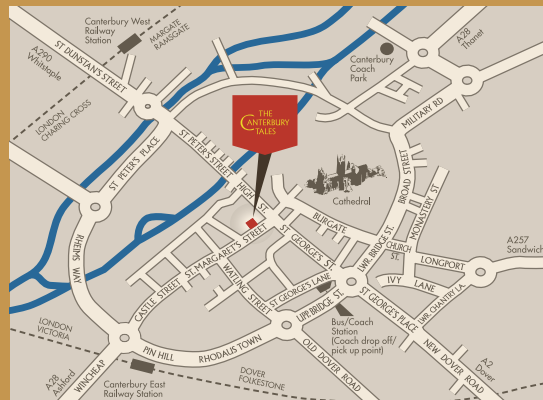 Canterbury West
Railway
Station
MARGATE
RAMSGATE
A290
Whitstaple
ST DUNSTAN'S STREET
LONDON
CHARING CROSS
Canterbury
Coach
Park
A28
Thanet
MILITARY RD
THE
CANTERBURY
TALES
ST PETER'S PLACE
ST PETER'S STREET
HIGH ST.
Cathedral
BROAD STREET
MONASTERY ST.
BURGATE
A257
Sandwich
RHEIMS WAY
ST. MARGARET'S STREET
CASTLE STREET
ST GEORGE'S ST.
LWR. BRIDGE ST.
CHURCH
ST.
LONGPORT
WATLING STREET
ST GEORGE'S LANE
IVY LANE
UPP. BRIDGE ST.
ST GEORGE'S PLACE
LWR. CHANTRY LA.
LONDON
VICTORIA
PIN HILL
RHODALIS TOWN
Bus/Coach
Station
(Coach drop off/
pick up point)
OLD DOVER ROAD
NEW DOVER ROAD
A2
Dover
A28
Ashford
WINCHEAP
Canterbury East
Railway Station
DOVER
FOLKESTONE